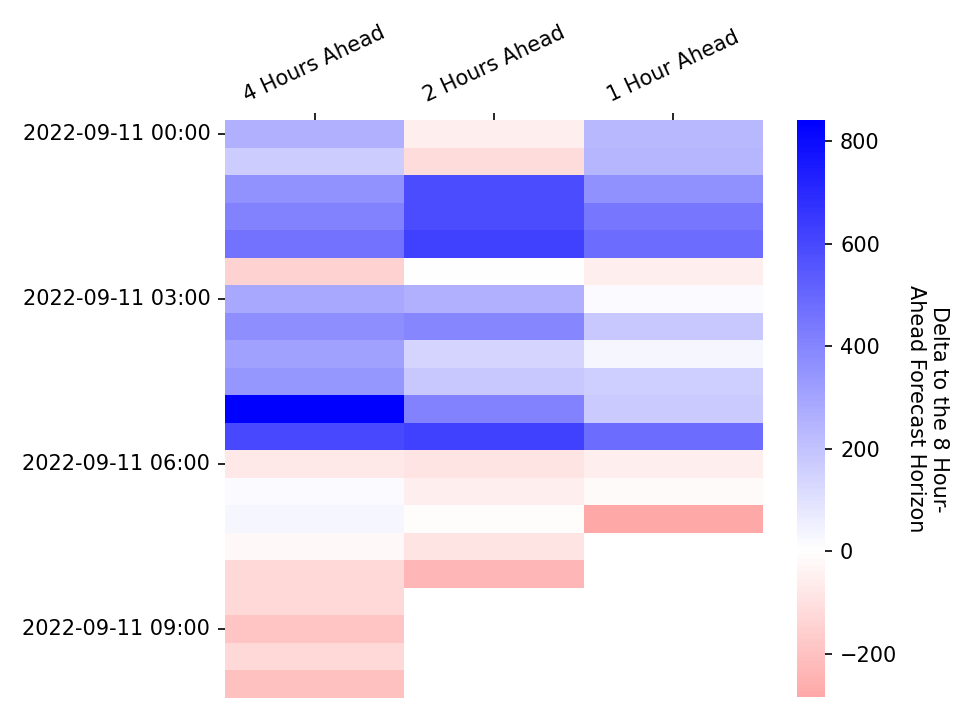 4 Hours Ahead
2 Hours Ahead
1 Hour Ahead
2022-09-11 00:00
2022-09-11 03:00
2022-09-11 06:00
2022-09-11 09:00
800
600
400
200
0
−200
Delta to the 8 Hour-
Ahead Forecast Horizon